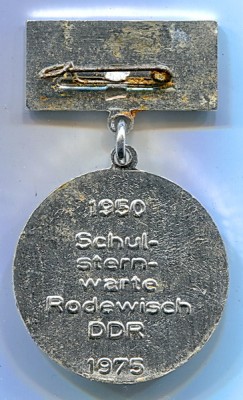 1950
Schul-
stern-
warte
Rodewisch
DDR
1975